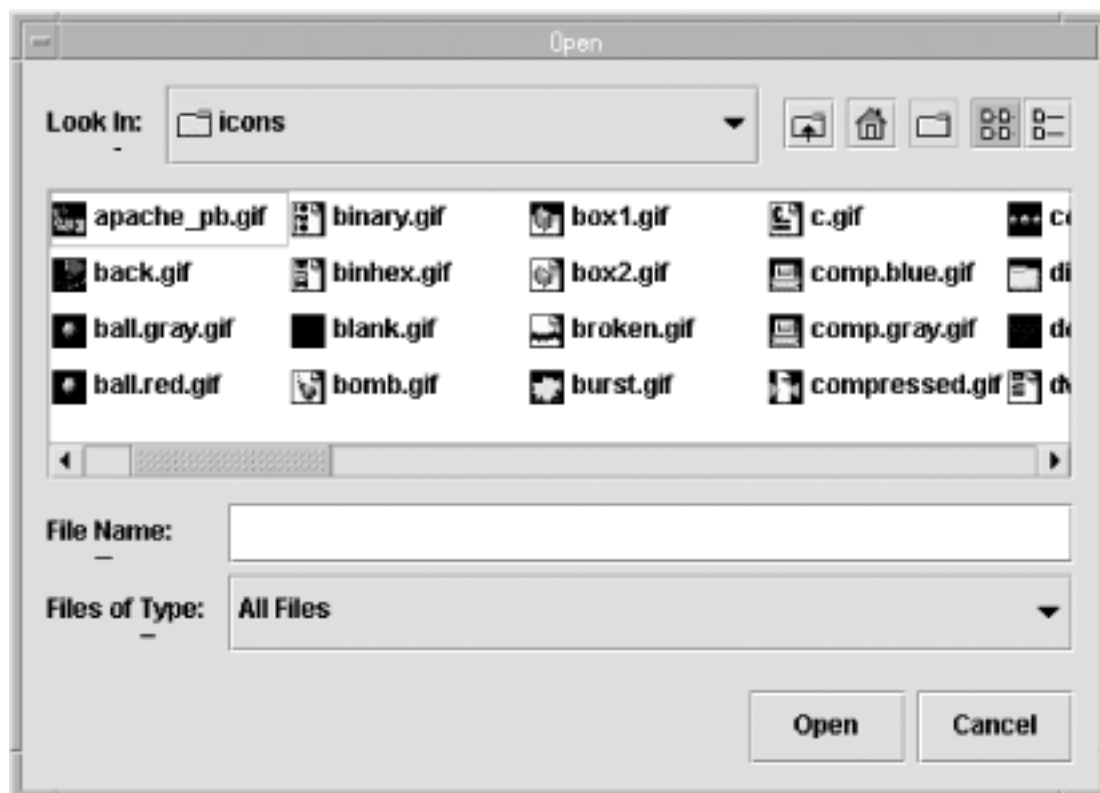 Open
Look In: icons
apache_pb.gif binary.gif box1.gif c.gif
back.gif binhex.gif box2.gif comp.blue.gif di
ball.gray.gif blank.gif broken.gif comp.gray.gif
ball.red.gif bomb.gif burst.gif compressed.gif
File Name:
Files of Type: All Files
Open Cancel